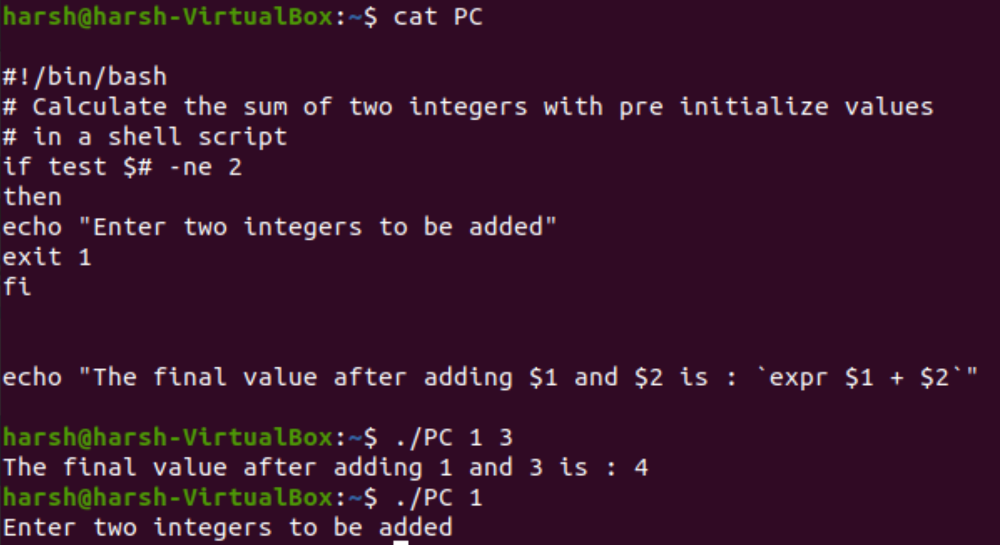 harsh@harsh-VirtualBox:~$ cat PC
#!/bin/bash
# Calculate the sum of two integers with pre initialize values
# in a shell script
if test $# -ne 2
then
echo "Enter two integers to be added"
exit 1
fi
echo "The final value after adding $1 and $2 is : `expr $1 + $2`"
harsh@harsh-VirtualBox:~$ ./PC 1 3
The final value after adding 1 and 3 is : 4
harsh@harsh-VirtualBox:~$ ./PC 1
Enter two integers to be added